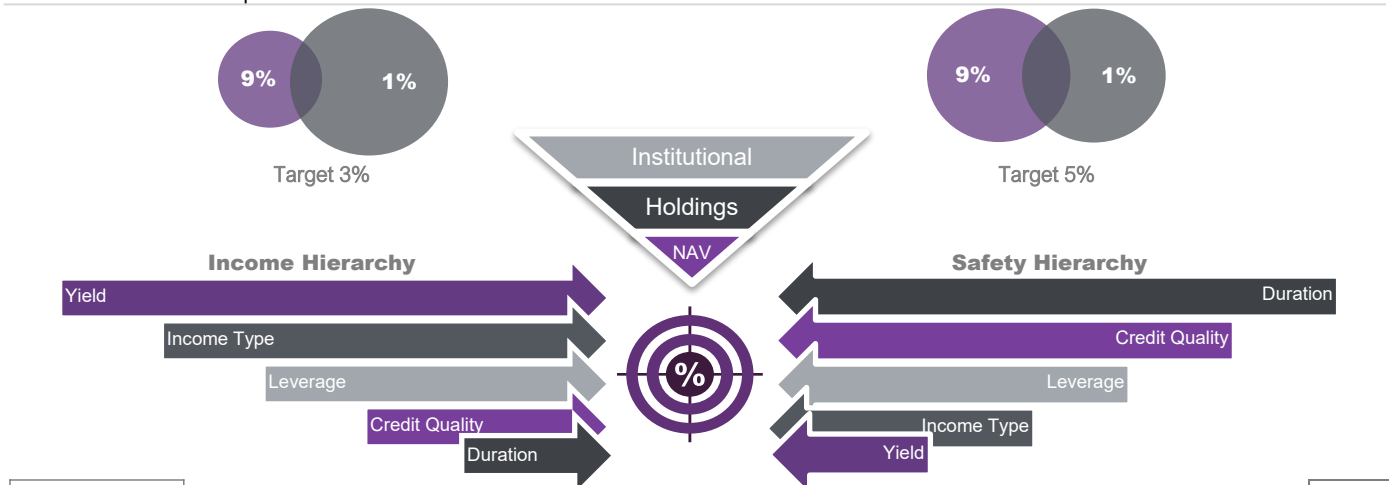 9%
1%
Target 3%
9%
1%
Target 5%
Institutional
Holdings
NAV
Income Hierarchy
Yield
Income Type
Leverage
Credit Quality
Duration
%
Safety Hierarchy
Duration
Credit Quality
Leverage
Income Type
Yield